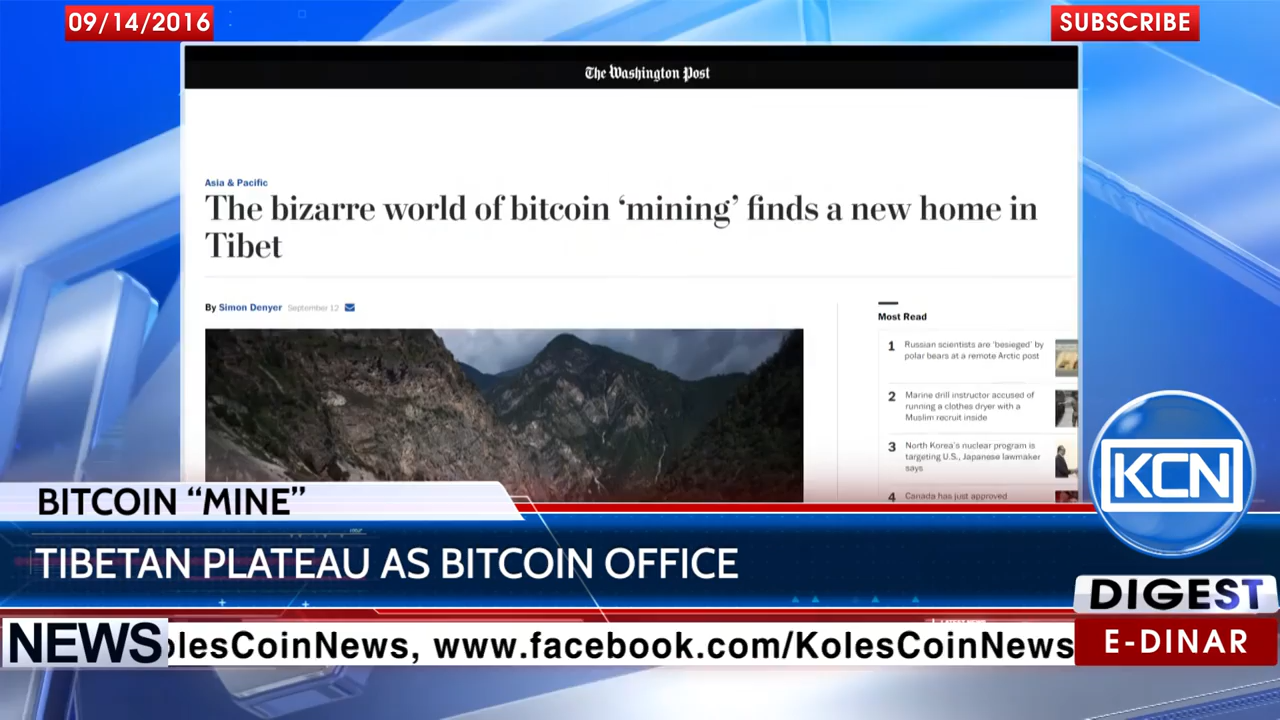 09/14/2016
SUBSCRIBE
The Washington Post
Asia & Pacific
The bizarre world of bitcoin ‘mining’ finds a new home in
Tibet
By Simon Denyer September 12
Most Read
1 Russian scientists are ‘besieged’ by
polar bears at a remote Arctic post
2 Marine drill instructor accused of
running a clothes dryer with a
Muslim recruit inside
3 North Korea’s nuclear program is
targeting U.S., Japanese lawmaker
says
4 Canada has just approved
KCN
BITCOIN “MINE”
TIBETAN PLATEAU AS BITCOIN OFFICE
DIGEST
NEWS
olesCoinNews, www.facebook.com/KolesCoinNews
E-DINAR